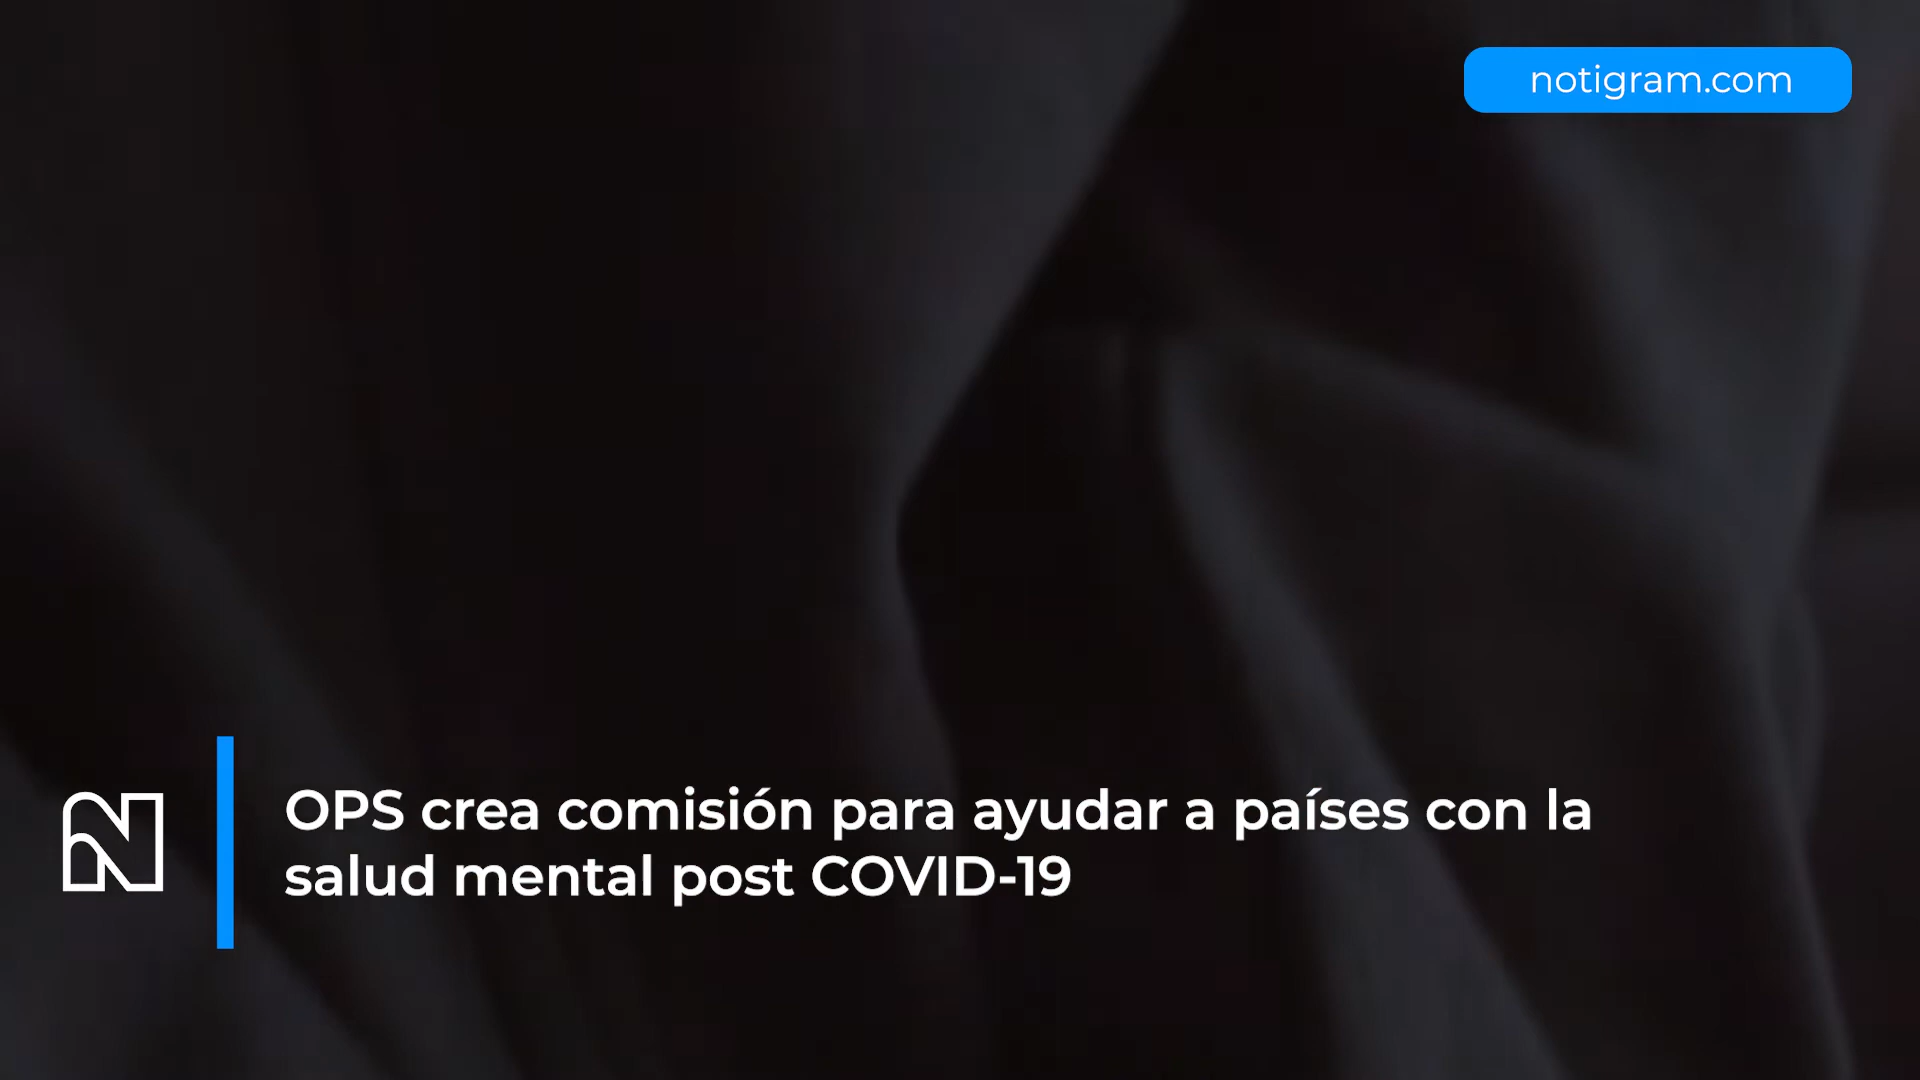 notigram.com
OPS crea comisión para ayudar a países con la
salud mental post COVID-19